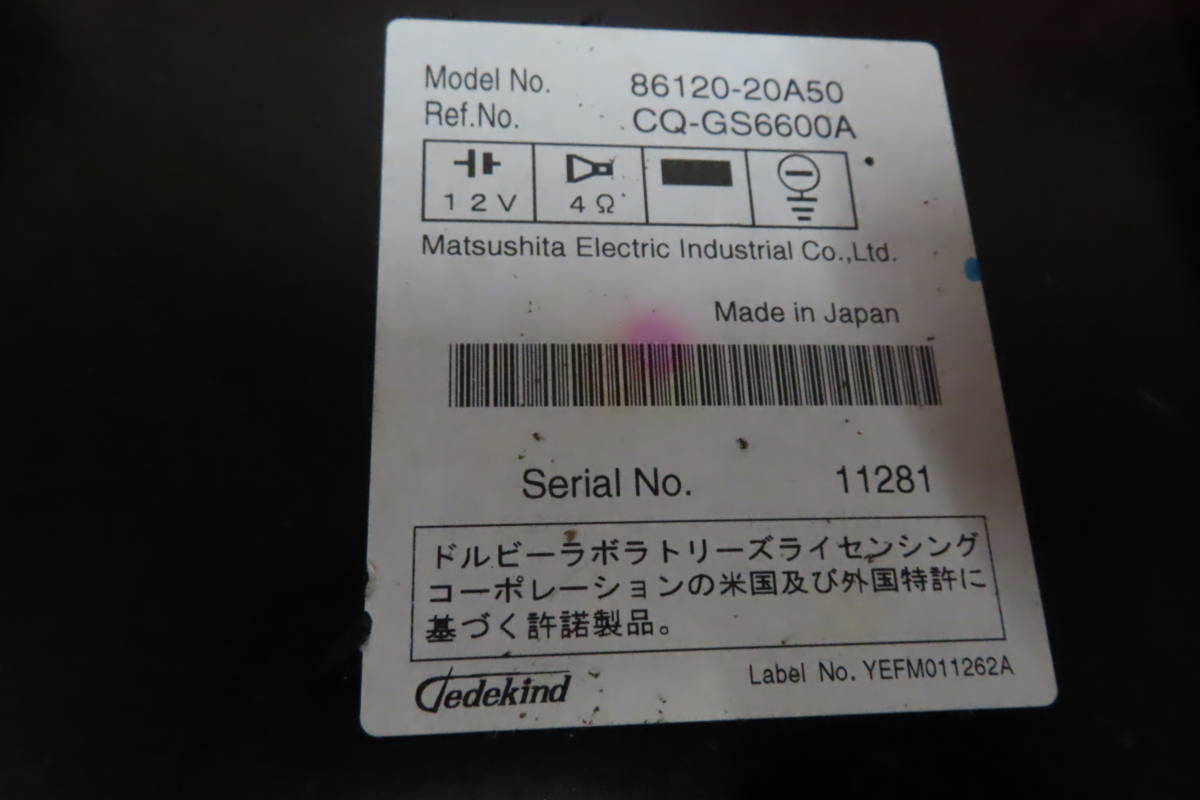 Model No. 86120-20A50
Ref.No. CQ-GS6600A
12V 4Ω
Matsushita Electric Industrial Co.,Ltd.
Made in Japan
Serial No. 11281
ドルビーラボラトリーズライセンシング
コーポレーションの米国及び外国特許に
基づく許諾製品。
Gedekind
Label No. YEFM011262A